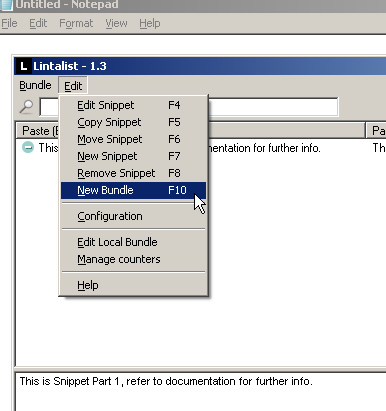 Untitled - Notepad
File Edit Format View Help
L Lintalist - 1.3
Bundle Edit
Edit Snippet F4
Copy Snippet F5
Move Snippet F6
New Snippet F7
Remove Snippet F8
New Bundle F10
Configuration
Edit Local Bundle
Manage counters
Help
Paste (E Pa
This mentation for further info. Th
This is Snippet Part 1, refer to documentation for further info.